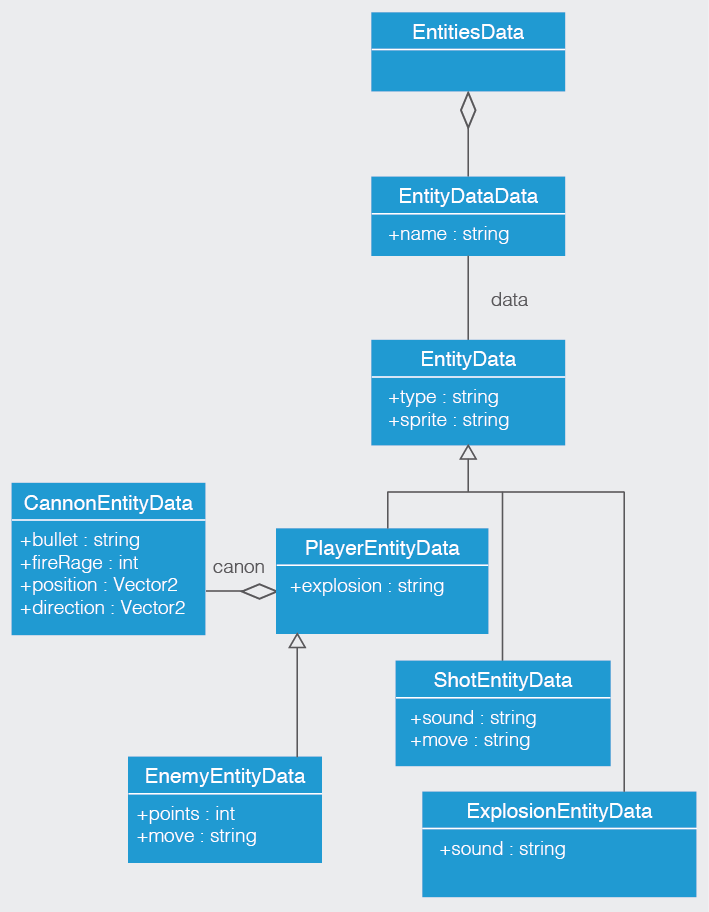 EntitiesData
EntityDataData
+name : string
data
EntityData
+type : string
+sprite : string
CannonEntityData
+bullet : string
+fireRage : int
+position : Vector2
+direction : Vector2
canon
PlayerEntityData
+explosion : string
ShotEntityData
+sound : string
+move : string
EnemyEntityData
+points : int
+move : string
ExplosionEntityData
+sound : string